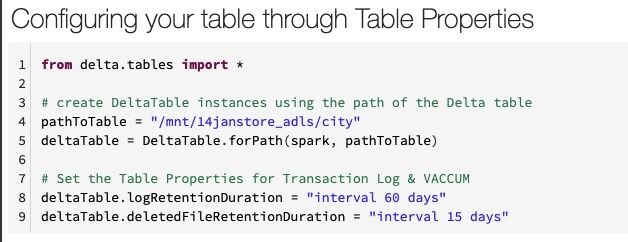 Configuring your table through Table Properties
1 from delta.tables import *
2
3 # create DeltaTable instances using the path of the Delta table
4 pathToTable = "/mnt/14janstore_adls/city"
5 deltaTable = DeltaTable.forPath(spark, pathToTable)
6
7 # Set the Table Properties for Transaction Log & VACCUM
8 deltaTable.logRetentionDuration = "interval 60 days"
9 deltaTable.deletedFileRetentionDuration = "interval 15 days"